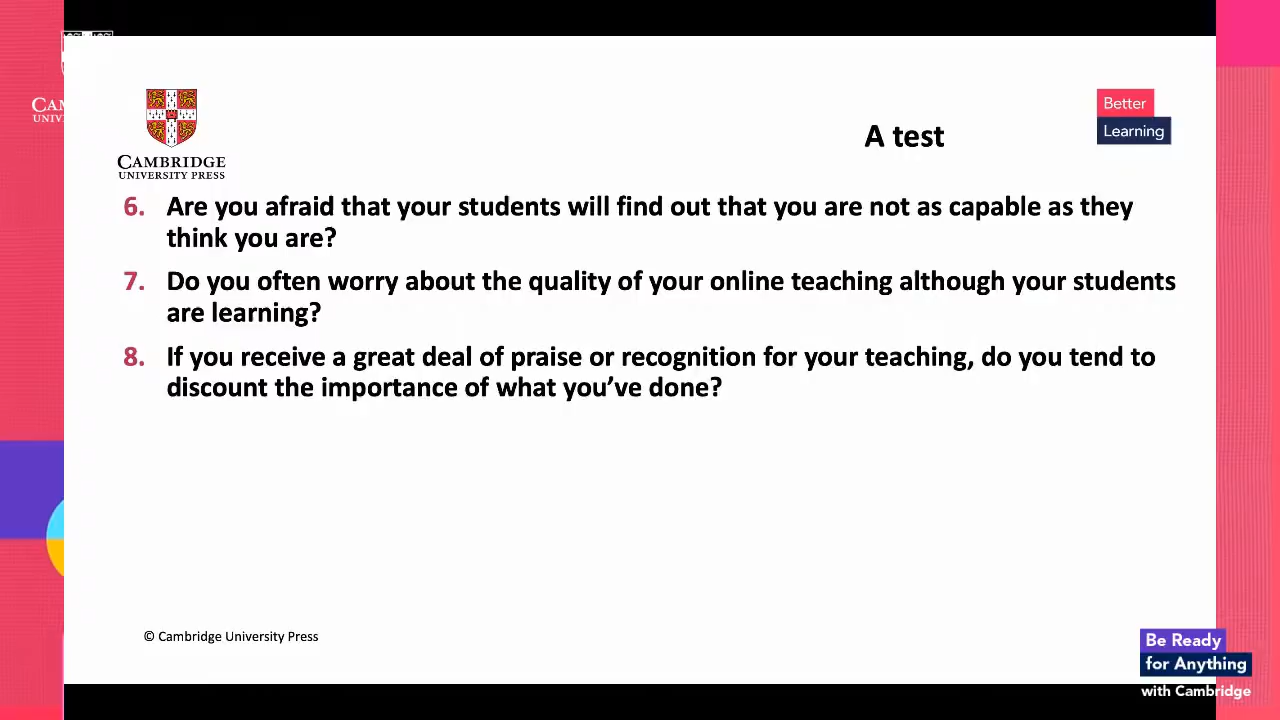 CAMBRIDGE
UNIVERSITY PRESS
A test
Better
Learning
6. Are you afraid that your students will find out that you are not as capable as they
think you are?
7. Do you often worry about the quality of your online teaching although your students
are learning?
8. If you receive a great deal of praise or recognition for your teaching, do you tend to
discount the importance of what you’ve done?
© Cambridge University Press
Be Ready
for Anything
with Cambridge